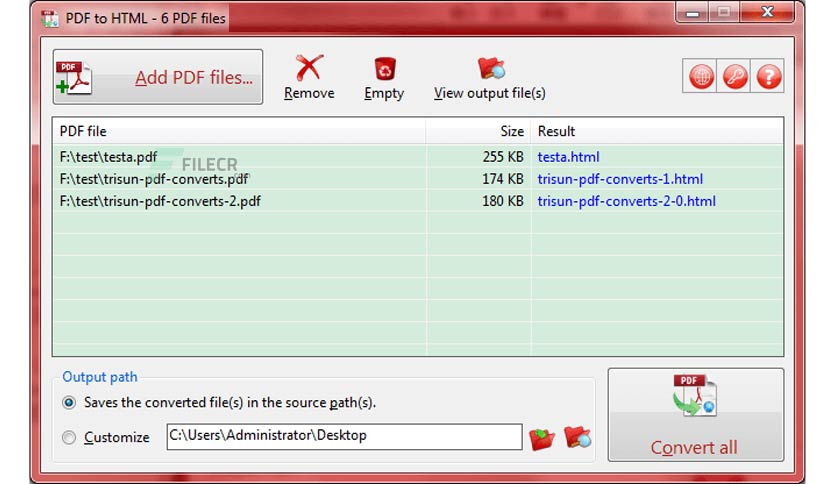 PDF to HTML - 6 PDF files
PDF
Add PDF files...
Remove
Empty
View output file(s)
?
PDF file Size Result
F:\test\testa.pdf 255 KB testa.html
FILECR
F:\test\trisun-pdf-converts.pdf 174 KB trisun-pdf-converts-1.html
F:\test\trisun-pdf-converts-2.pdf 180 KB trisun-pdf-converts-2-0.html
Output path
Saves the converted file(s) in the source path(s).
Customize C:\Users\Administrator\Desktop
PDF
Convert all